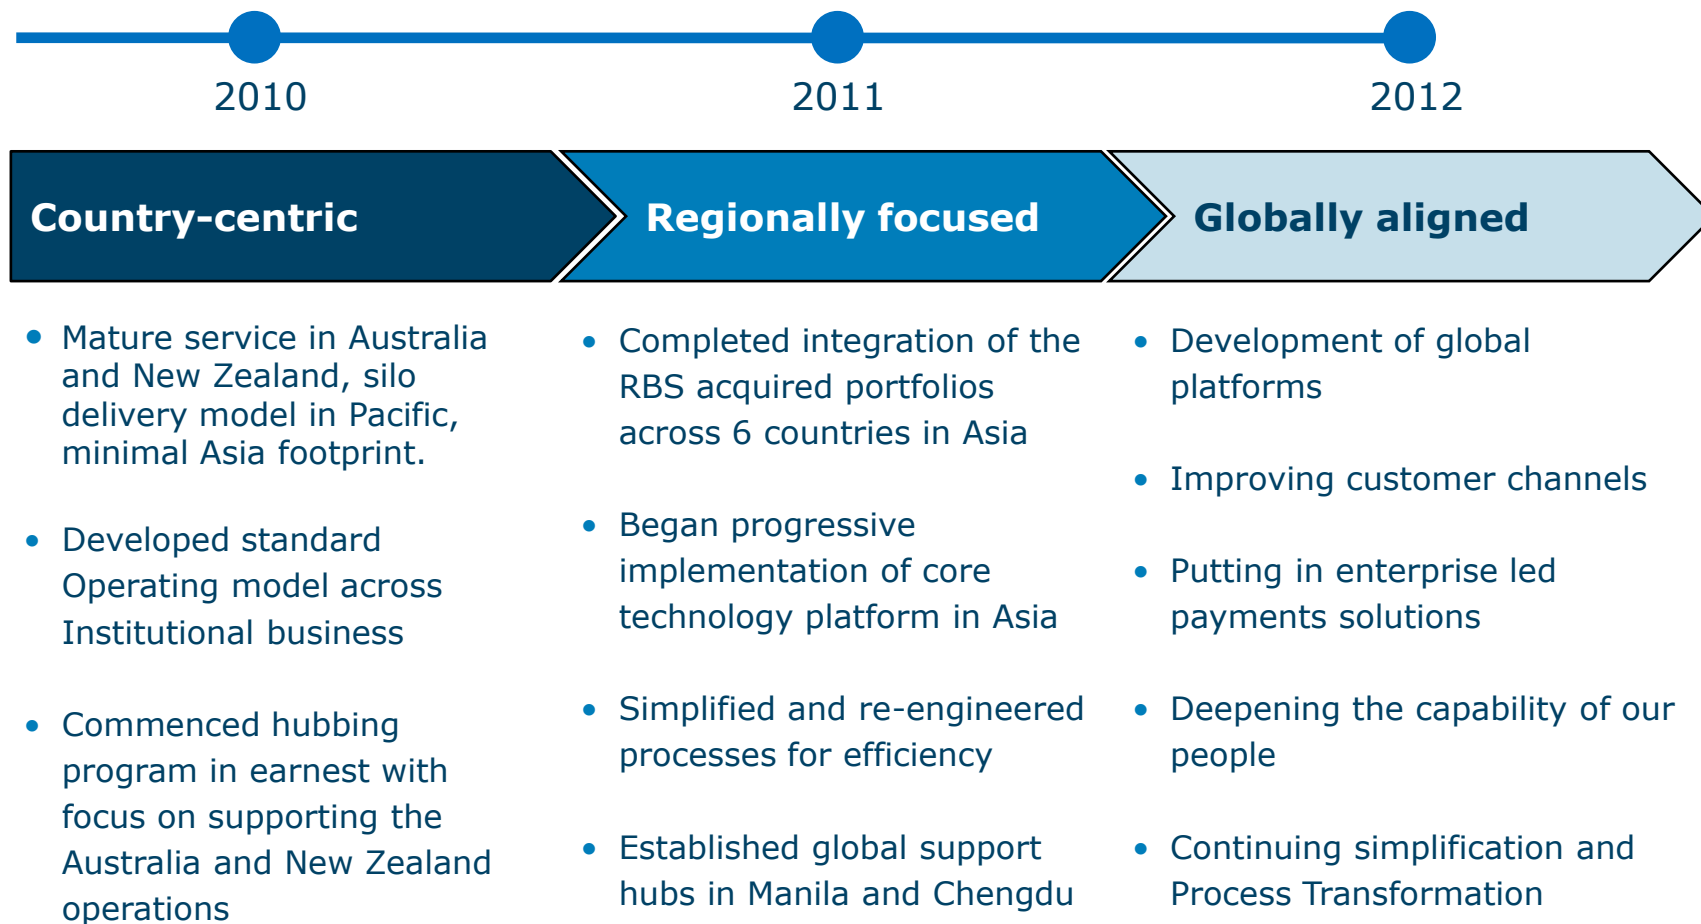 2010
2011
2012
Country-centric
Regionally focused
Globally aligned
• Mature service in Australia
and New Zealand, silo
delivery model in Pacific,
minimal Asia footprint.
• Developed standard
Operating model across
Institutional business
• Commenced hubbing
program in earnest with
focus on supporting the
Australia and New Zealand
operations
• Completed integration of the
RBS acquired portfolios
across 6 countries in Asia
• Began progressive
implementation of core
technology platform in Asia
• Simplified and re-engineered
processes for efficiency
• Established global support
hubs in Manila and Chengdu
• Development of global
platforms
• Improving customer channels
• Putting in enterprise led
payments solutions
• Deepening the capability of our
people
• Continuing simplification and
Process Transformation